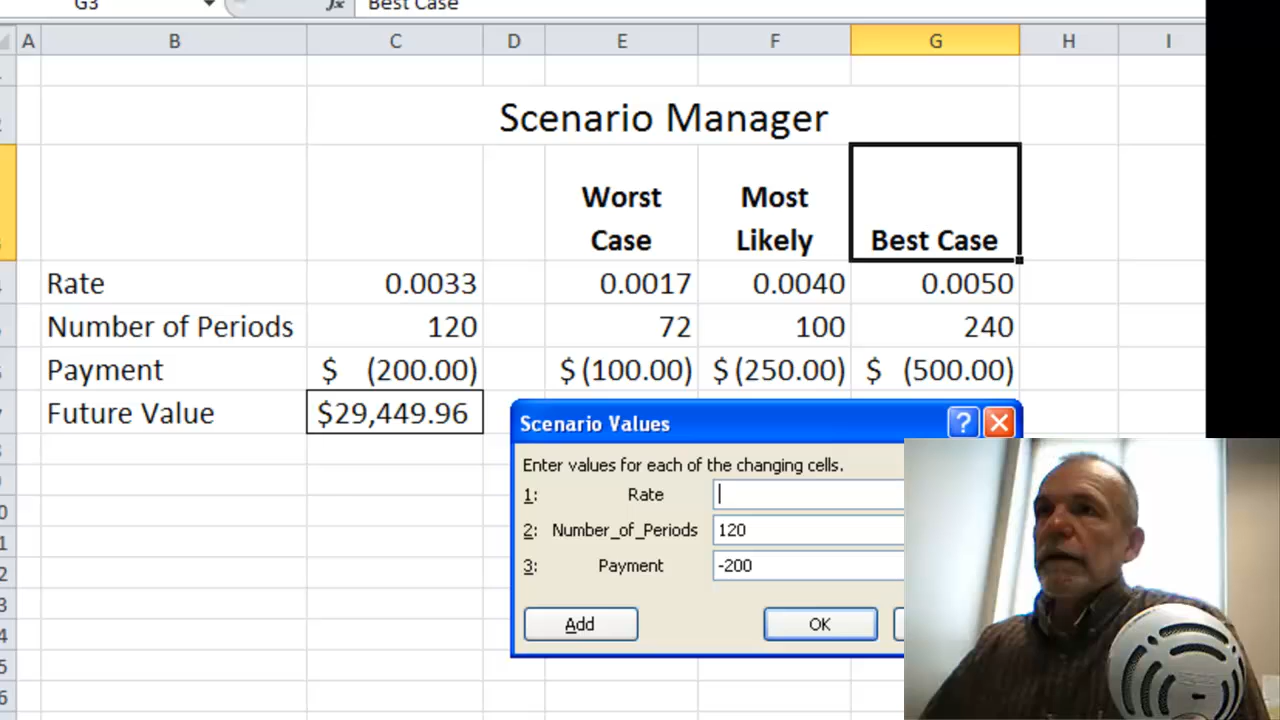 G3 fx Best Case
A B C D E F G H I
Scenario Manager
Worst Case Most Likely Best Case
Rate 0.0033 0.0017 0.0040 0.0050
Number of Periods 120 72 100 240
Payment $ (200.00) $ (100.00) $ (250.00) $ (500.00)
Future Value $29,449.96
Scenario Values ?
Enter values for each of the changing cells.
1: Rate
2: Number_of_Periods 120
3: Payment -200
Add OK